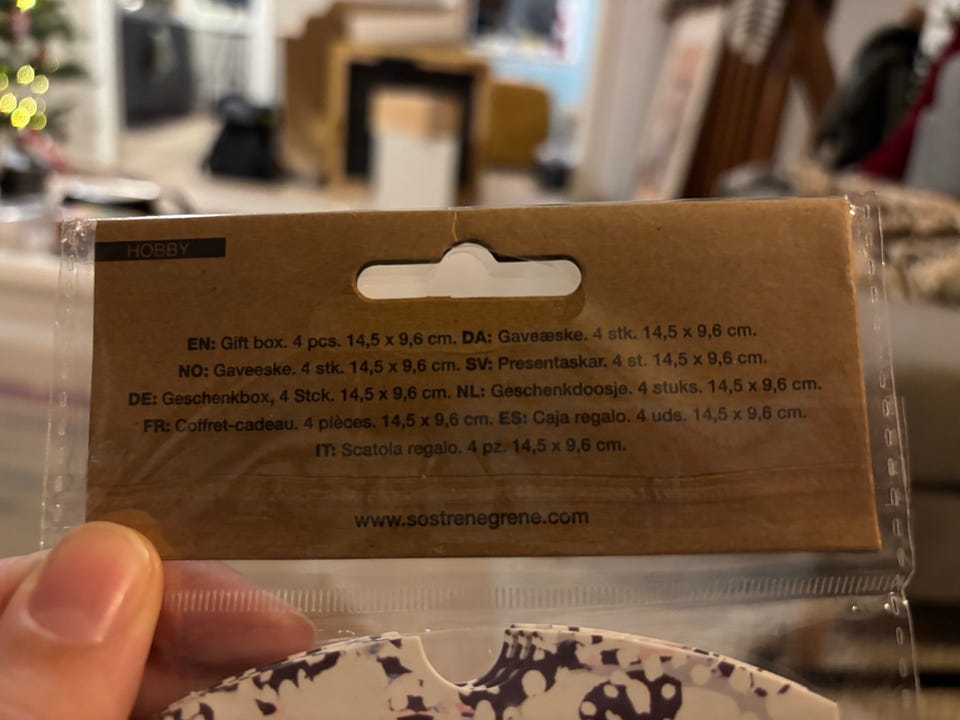 HOBBY
EN: Gift box. 4 pcs. 14,5 x 9,6 cm. DA: Gaveæske. 4 stk. 14,5 x 9,6 cm.
NO: Gaveeske. 4 stk. 14,5 x 9,6 cm. SV: Presentaskar. 4 st. 14,5 x 9,6 cm.
DE: Geschenkbox, 4 Stck. 14,5 x 9,6 cm. NL: Geschenkdoosje. 4 stuks. 14,5 x 9,6 cm.
FR: Coffret-cadeau. 4 pièces. 14,5 x 9,6 cm. ES: Caja regalo. 4 uds. 14,5 x 9,6 cm.
IT: Scatola regalo. 4 pz. 14,5 x 9,6 cm.
www.sostrenegrene.com